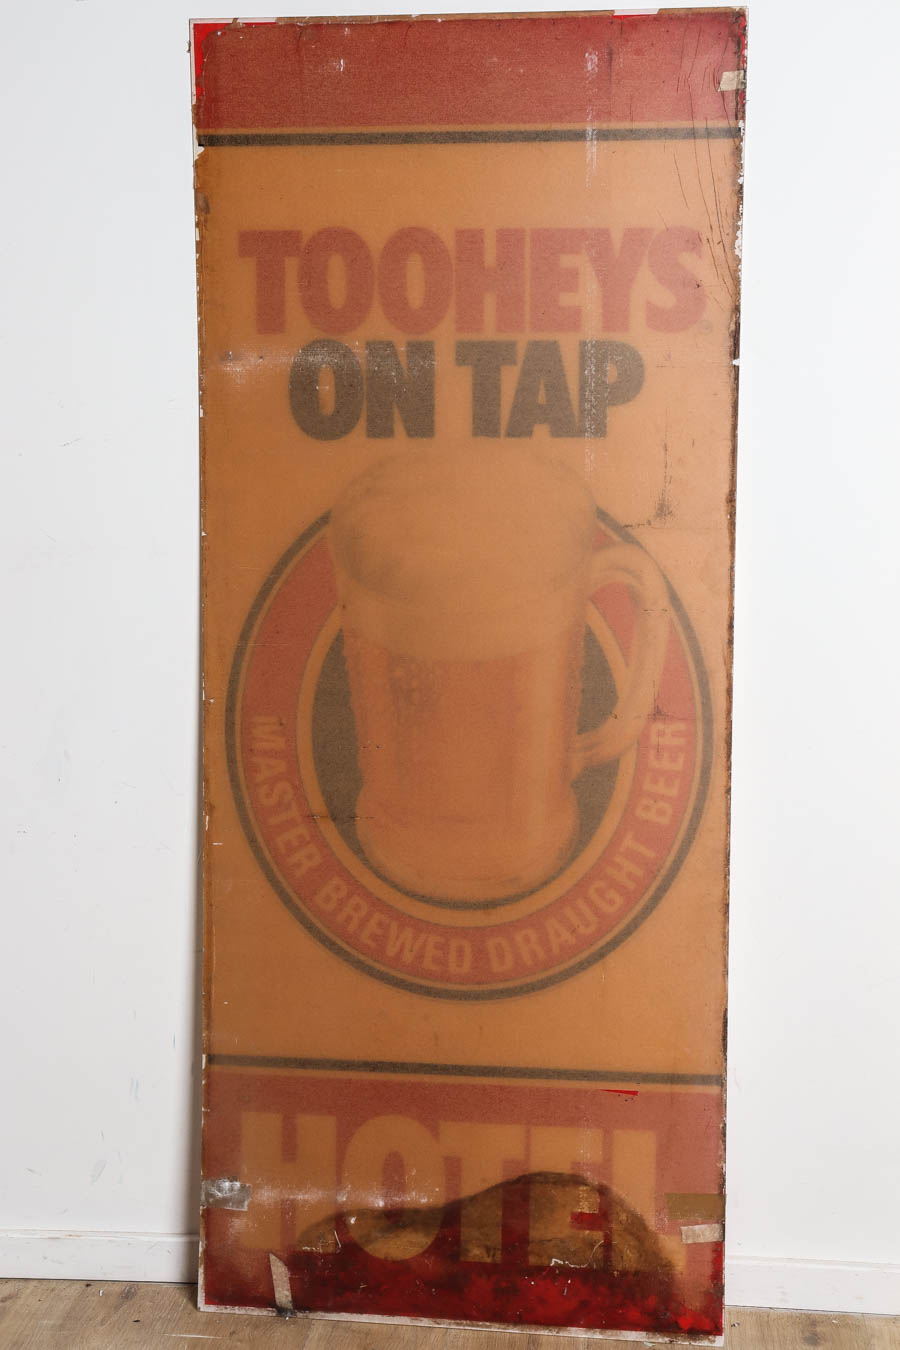 TOOHEYS®
ON TAP
MASTER BREWED DRAUGHT BEER
HOTEL